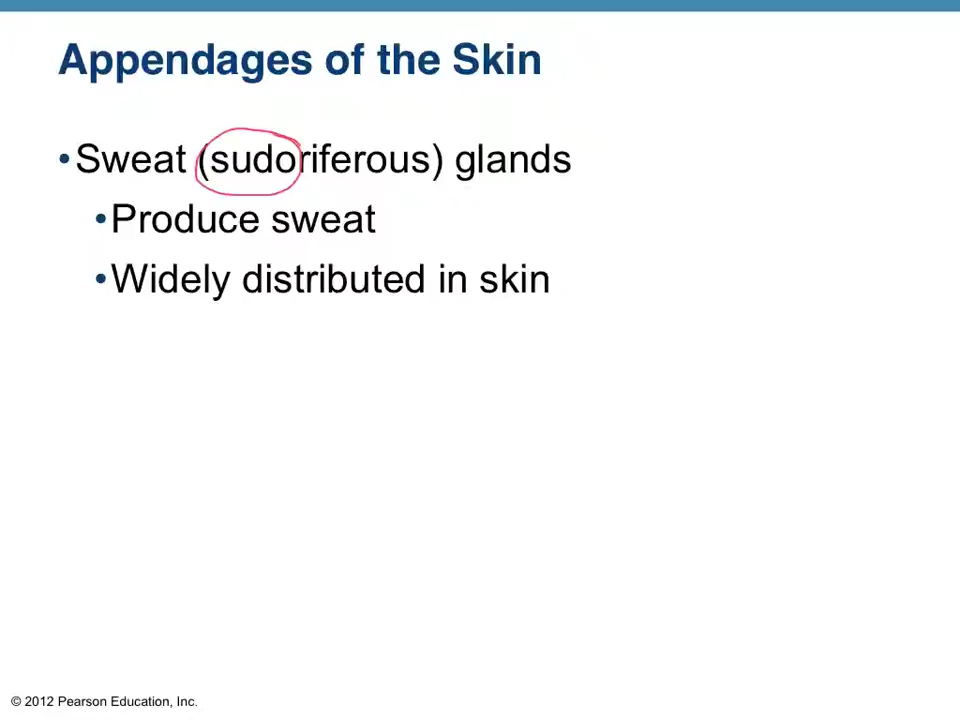 Appendages of the Skin
•Sweat (sudoriferous) glands
•Produce sweat
•Widely distributed in skin
© 2012 Pearson Education, Inc.